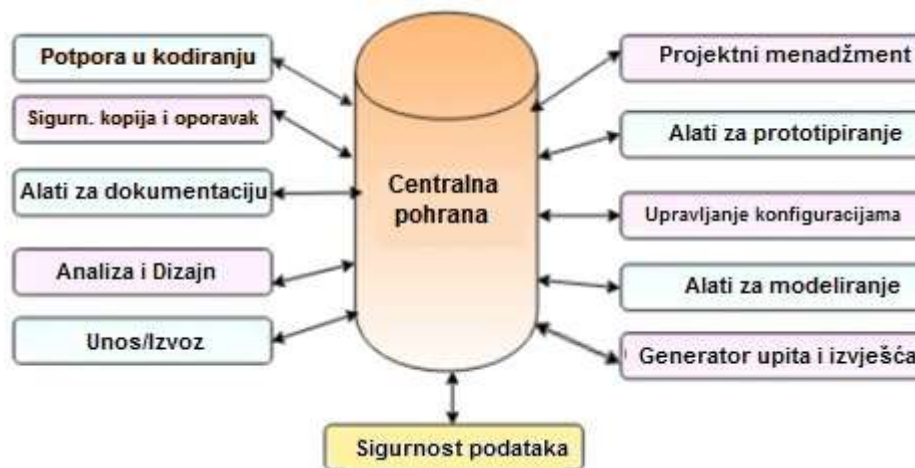 Potpora u kodiranju
Sigurn. kopija i oporavak
Alati za dokumentaciju
Analiza i Dizajn
Unos/Izvoz
Centralna
pohrana
Projektni menadžment
Alati za prototipiranje
Upravljanje konfiguracijama
Alati za modeliranje
Generator upita i izvješća
Sigurnost podataka